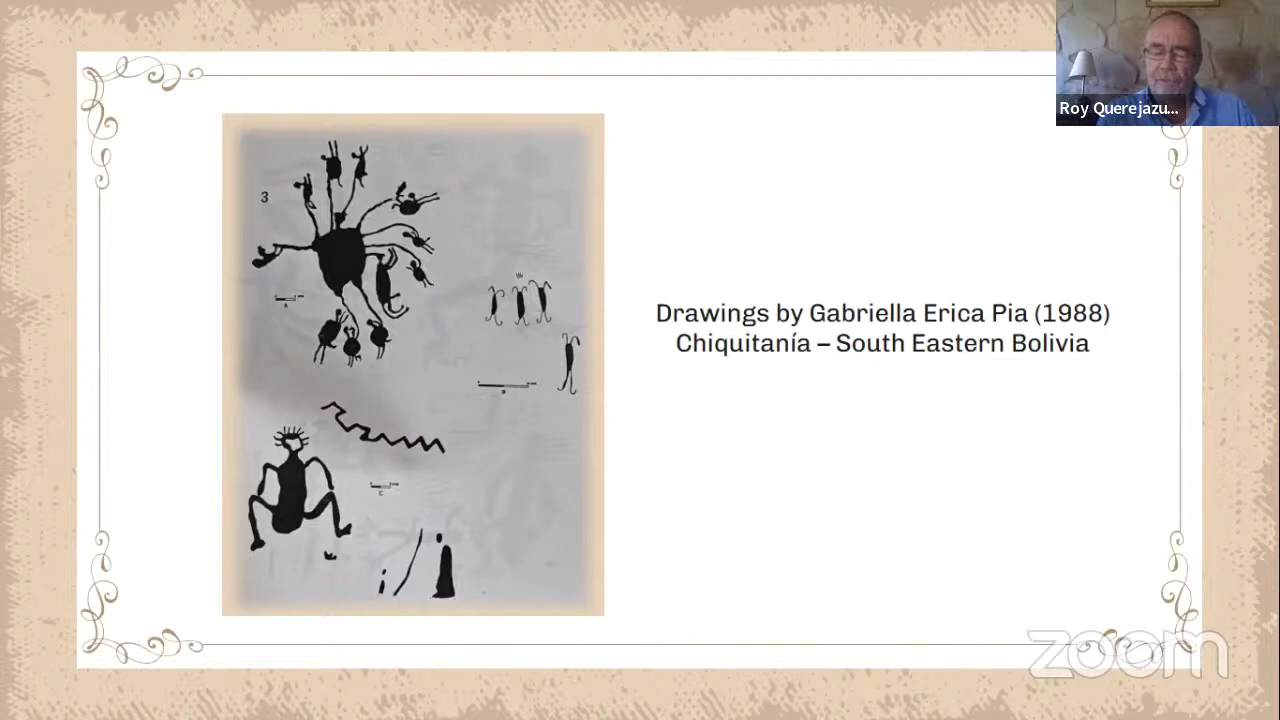 Roy Querejazu...
3
A
B
C
Drawings by Gabriella Erica Pia (1988)
Chiquitanía – South Eastern Bolivia
zoom